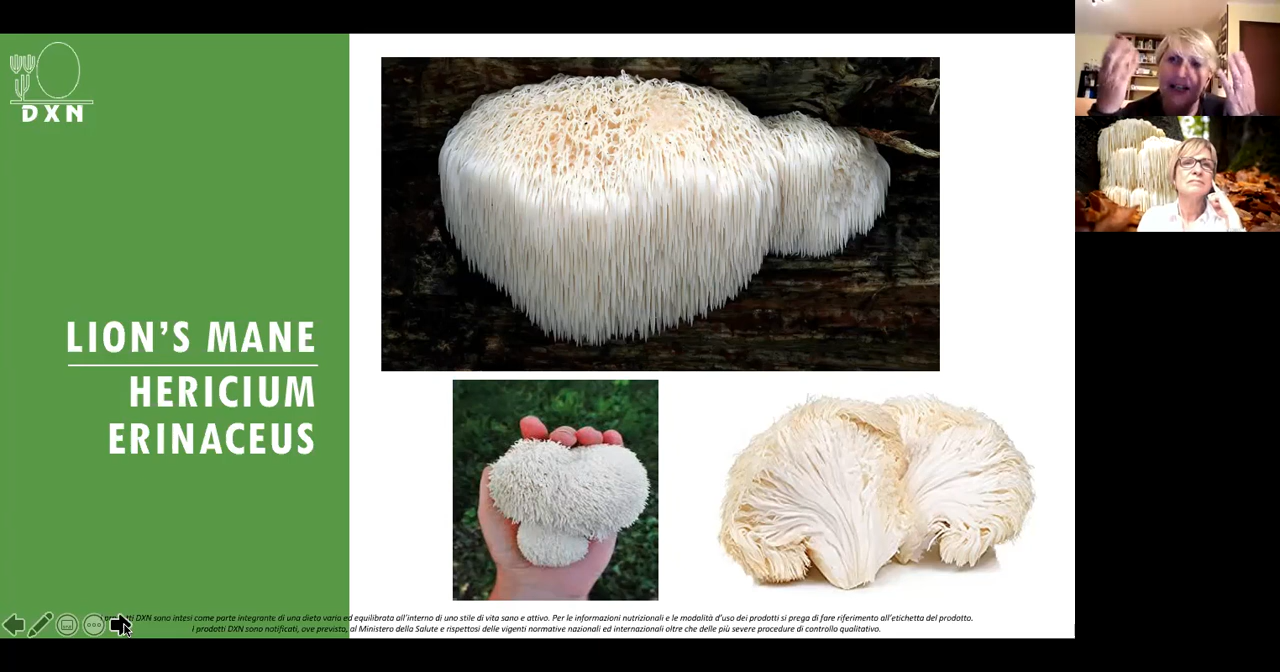 DXN
LION'S MANE
HERICIUM
ERINACEUS
prodotti DXN sono intesi come parte integrante di una dieta varia ed equilibrata all'interno di uno stile di vita sano e attivo. Per le informazioni nutrizionali e le modalità d'uso dei prodotti si prega di fare riferimento all'etichetta del prodotto.
I prodotti DXN sono notificati, ove previsto, al Ministero della Salute e rispettosi delle vigenti normative nazionali ed internazionali oltre che delle più severe procedure di controllo qualitativo.